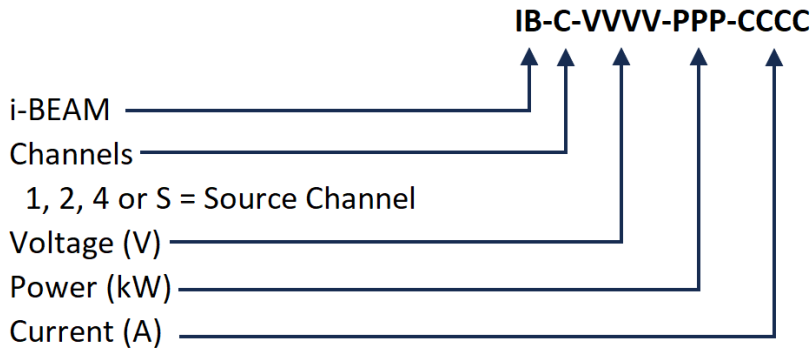 IB-C-VVVV-PPP-CCCC
i-BEAM
Channels
1, 2, 4 or S = Source Channel
Voltage (V)
Power (kW)
Current (A)